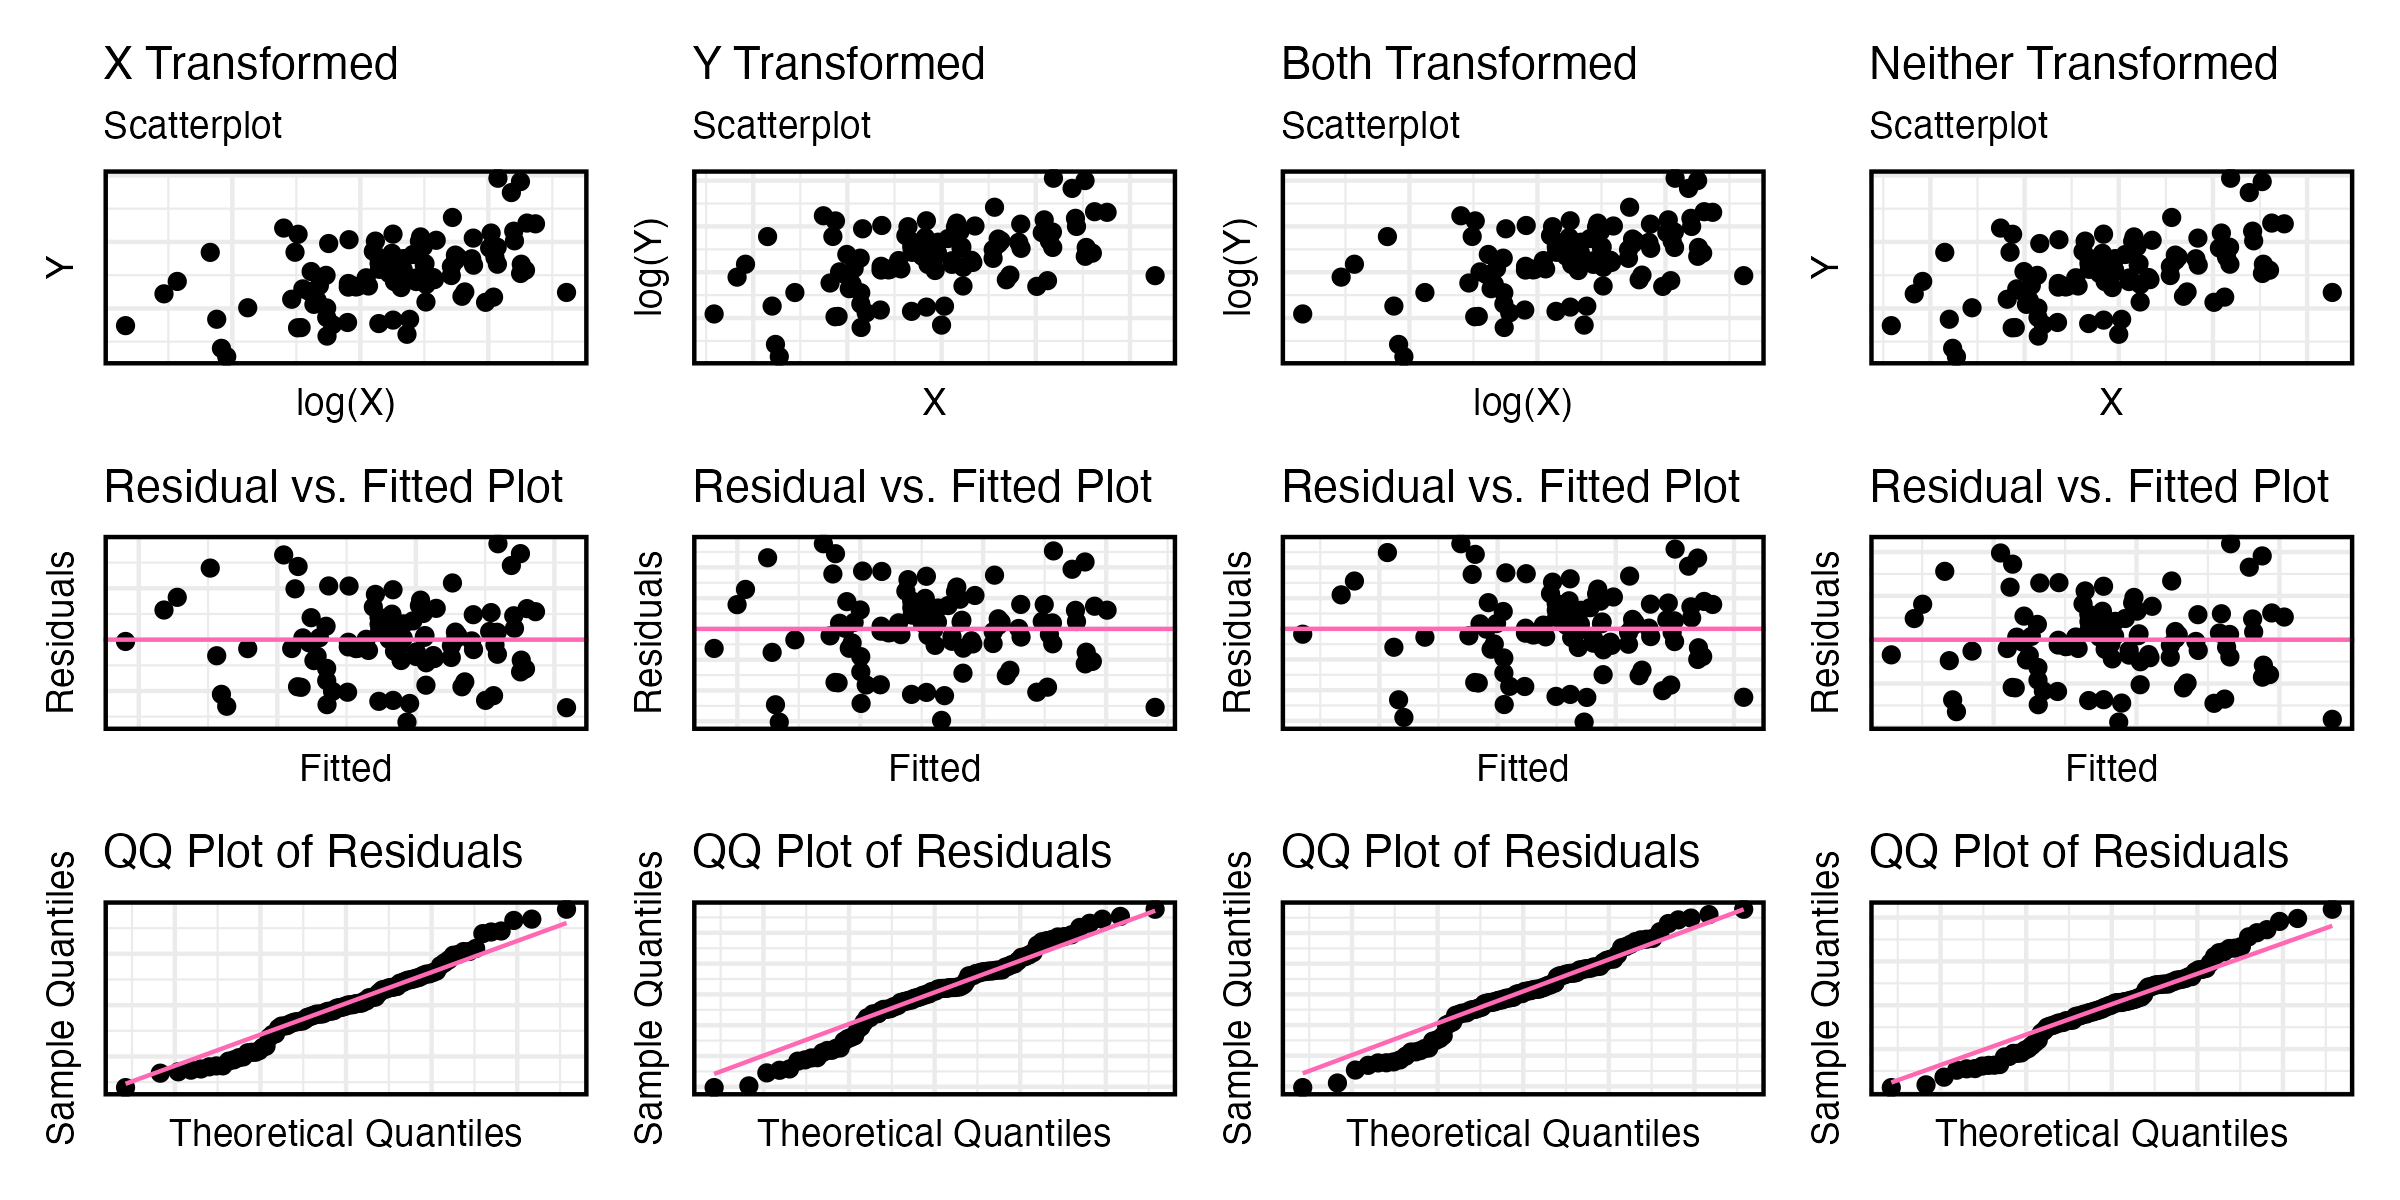 X Transformed
Y Transformed
Both Transformed
Neither Transformed
Scatterplot
Scatterplot
Scatterplot
Scatterplot
Y
log(Y)
log(Y)
Y
log(X)
X
log(X)
X
Residual vs. Fitted Plot
Residual vs. Fitted Plot
Residual vs. Fitted Plot
Residual vs. Fitted Plot
Residuals
Residuals
Residuals
Residuals
Fitted
Fitted
Fitted
Fitted
QQ Plot of Residuals
QQ Plot of Residuals
QQ Plot of Residuals
QQ Plot of Residuals
Sample Quantiles
Sample Quantiles
Sample Quantiles
Sample Quantiles
Theoretical Quantiles
Theoretical Quantiles
Theoretical Quantiles
Theoretical Quantiles